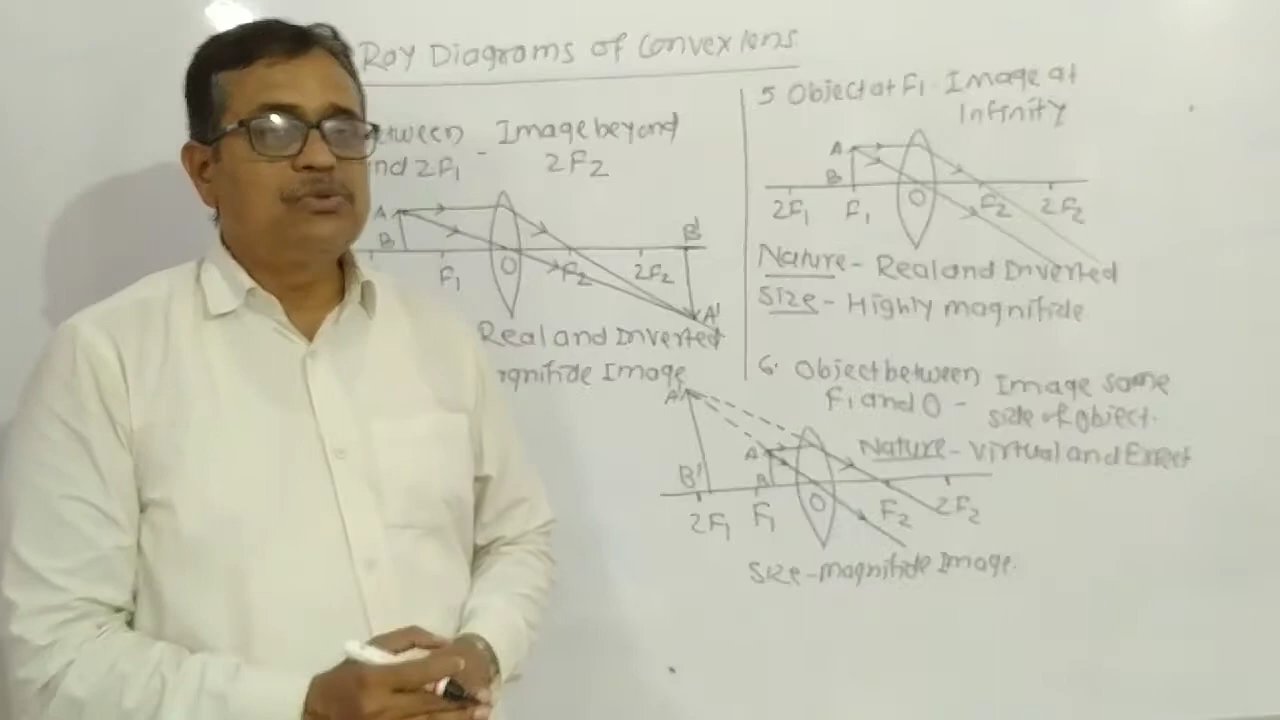 Ray Diagrams of Convex lens
etween - Image beyond
nd 2F1 2F2
A
B
F1
O
F2
2F2
B'
A'
Real and Inverted
gnifide Image
5 Object at F1 - Image at
Infinity
A
B
2F1
F1
O
F2
2F2
Nature - Real and Inverted
Size - Highly magnifide
6. Object between Image same
F1 and O - size of object.
Nature - Virtual and Errect
A'
B'
A
B
2F1
F1
O
F2
2F2
Size - magnifide Image.